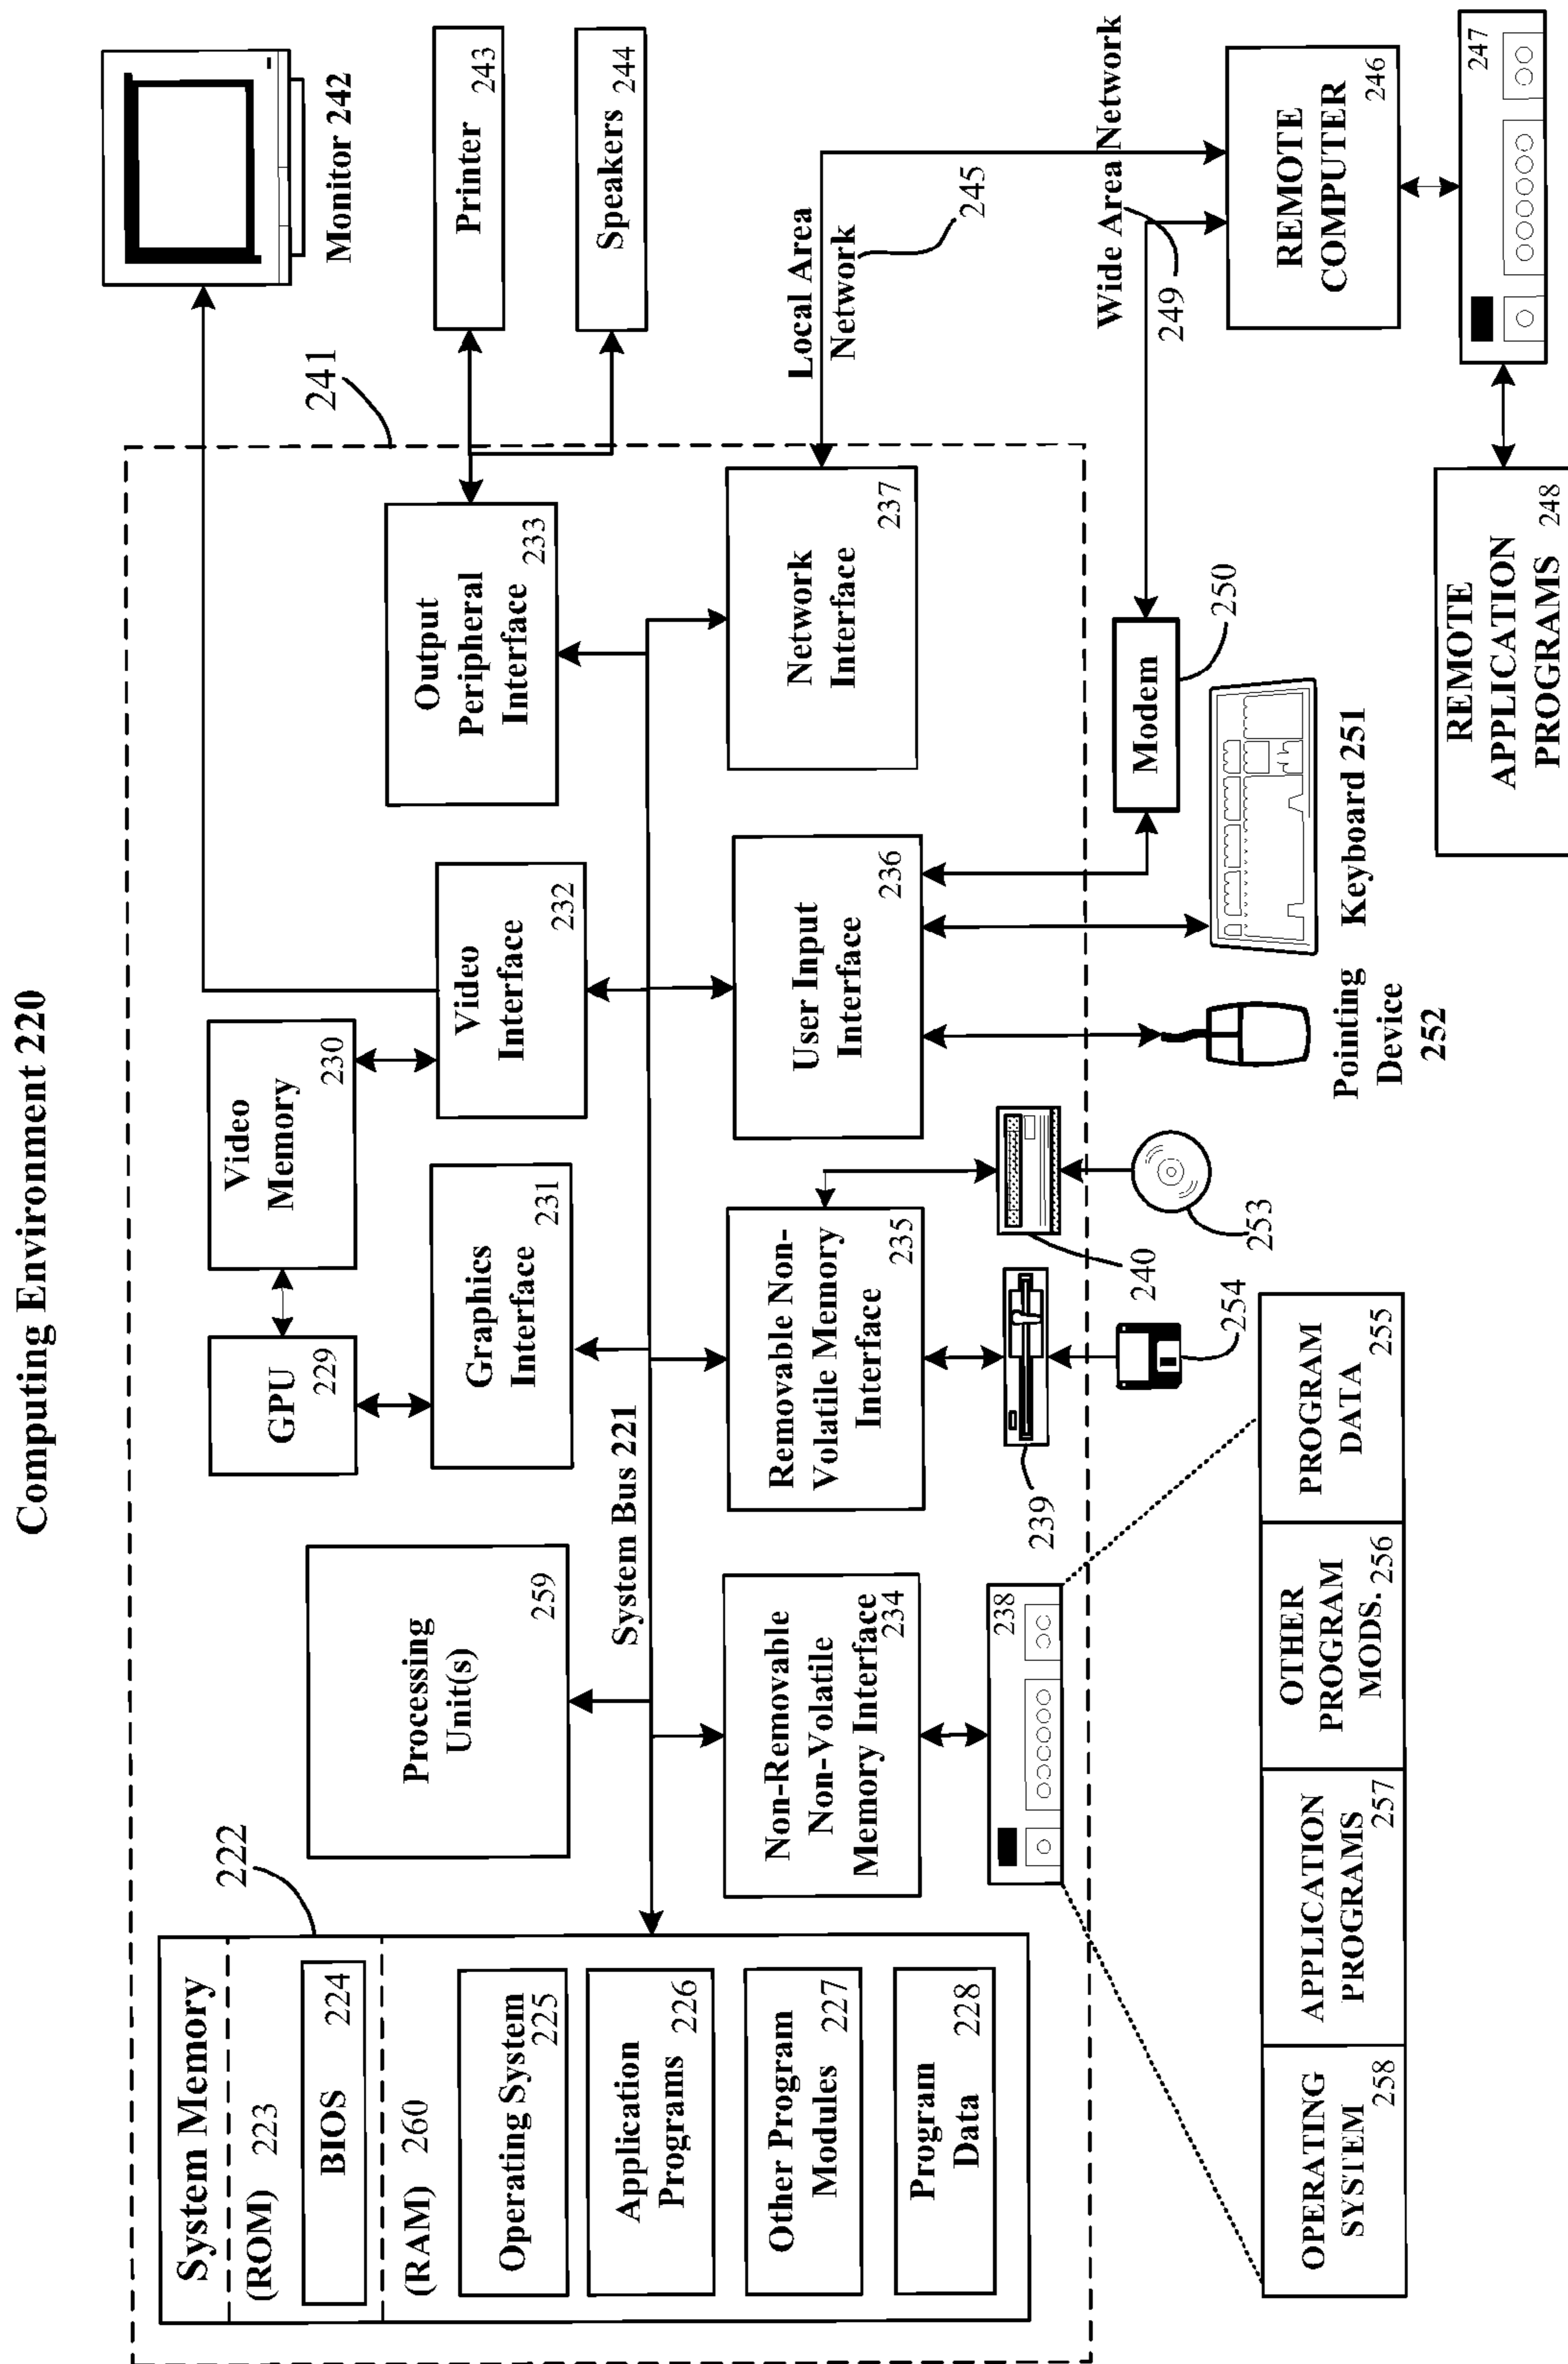 Computing Environment 220
System Memory
(ROM) 223
BIOS 224
(RAM) 260
Operating System
225
Application
Programs 226
Other Program
Modules 227
Program
Data 228
222
Processing
Unit(s)
259
GPU
229
Video
Memory
230
Graphics
Interface
231
Video
Interface
232
Output
Peripheral
Interface
233
241
Monitor 242
Printer 243
Speakers 244
System Bus 221
Non-Removable
Non-Volatile
Memory Interface
234
Removable Non-
Volatile Memory
Interface
235
User Input
Interface
236
Network
Interface
237
Local Area
Network
245
238
239
240
254
253
Pointing
Device
252
Keyboard 251
Modem
250
Wide Area Network
249
REMOTE
COMPUTER
246
247
REMOTE
APPLICATION
PROGRAMS 248
OPERATING
SYSTEM
258
APPLICATION
PROGRAMS
257
OTHER
PROGRAM
MODS. 256
PROGRAM
DATA
255